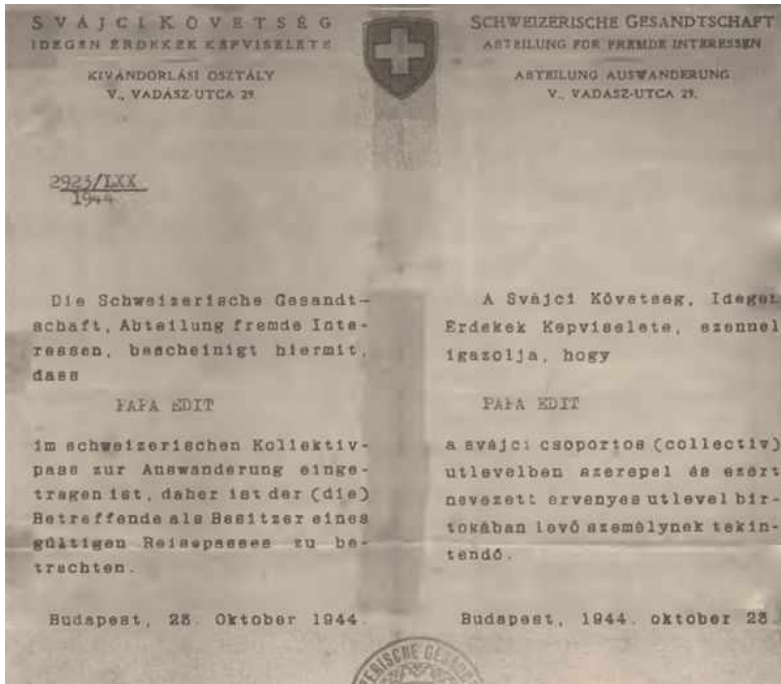 SVÁJCI KÖVETSÉG
IDEGEN ÉRDEKEK KÉPVISELETE
KIVÁNDORLÁSI OSZTÁLY
V., VADÁSZ-UTCA 29.
SCHWEIZERISCHE GESANDTSCHAFT
ABTEILUNG FÜR FREMDE INTERESSEN
ABTEILUNG AUSWANDERUNG
V., VADÁSZ-UTCA 29.
2923/LXX
1944
Die Schweizerische Gesandt-
schaft, Abteilung fremde Inte-
ressen, bescheinigt hiermit,
dass
PAPA EDIT
im schweizerischen Kollektiv-
pass zur Auswanderung einge-
tragen ist, daher ist der (die)
Betreffende als Besitzer eines
gültigen Reisepasses zu be-
trachten.
Budapest, 23. Oktober 1944.
A Svájci Követség, Idegen
Érdekek Képviselete, ezennel
igazolja, hogy
PAPA EDIT
a svájci csoportos (collectiv)
utlevelben szerepel és ezért
nevezett érvényes utlevel bir-
tokában levő személynek tekin-
tendő.
Budapest, 1944. oktober 23.